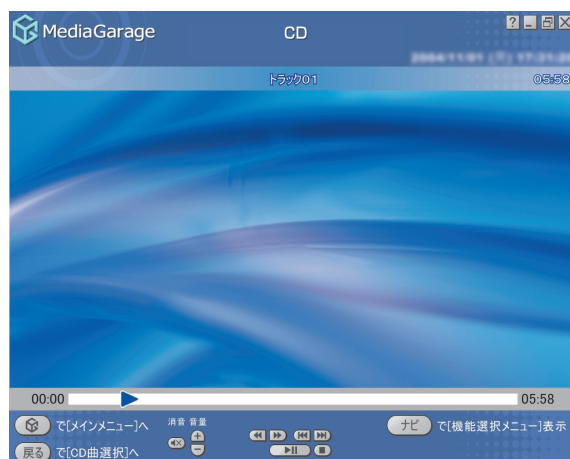 MediaGarage
CD
トラック01 05:58
00:00 05:58
で[メインメニュー]へ 消音 音量 ナビ で[機能選択メニュー]表示
戻る で[CD曲選択]へ